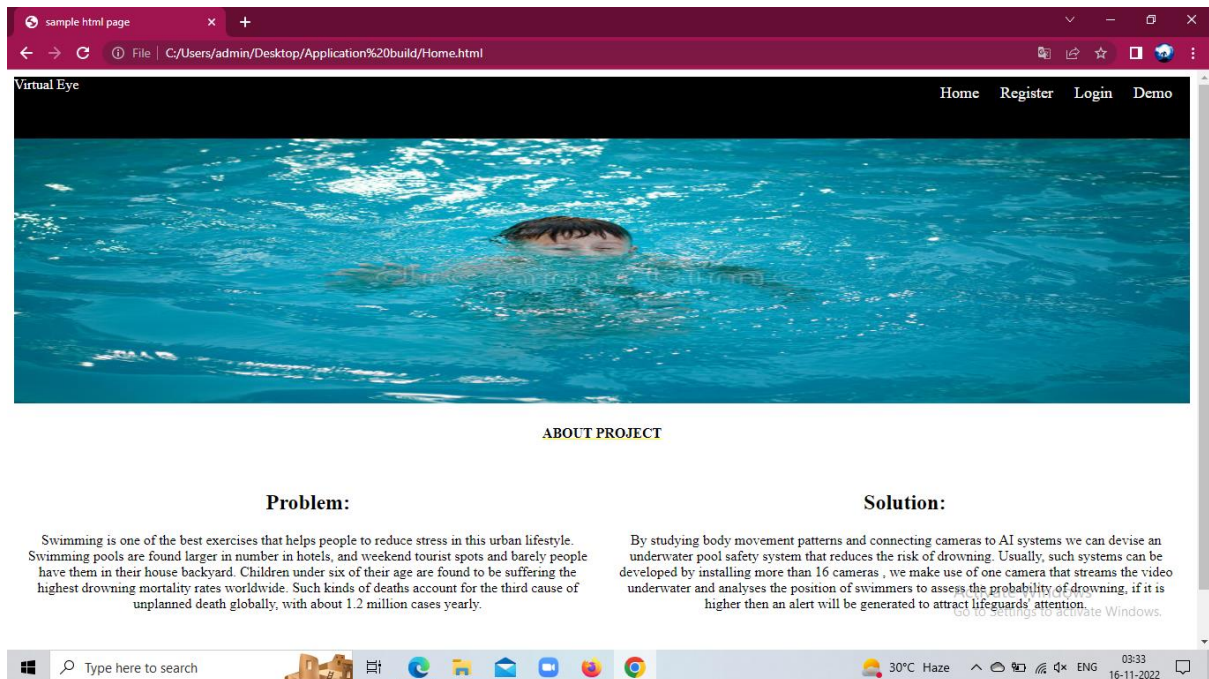 sample html page
File | C:/Users/admin/Desktop/Application%20build/Home.html
Virtual Eye
Home Register Login Demo
ABOUT PROJECT
Problem:
Swimming is one of the best exercises that helps people to reduce stress in this urban lifestyle.
Swimming pools are found larger in number in hotels, and weekend tourist spots and barely people
have them in their house backyard. Children under six of their age are found to be suffering the
highest drowning mortality rates worldwide. Such kinds of deaths account for the third cause of
unplanned death globally, with about 1.2 million cases yearly.
Solution:
By studying body movement patterns and connecting cameras to AI systems we can devise an
underwater pool safety system that reduces the risk of drowning. Usually, such systems can be
developed by installing more than 16 cameras , we make use of one camera that streams the video
underwater and analyses the position of swimmers to assess the probability of drowning, if it is
higher then an alert will be generated to attract lifeguards' attention.
Activate Windows
Go to Settings to activate Windows.
Type here to search
30°C Haze
ENG
03:33
16-11-2022